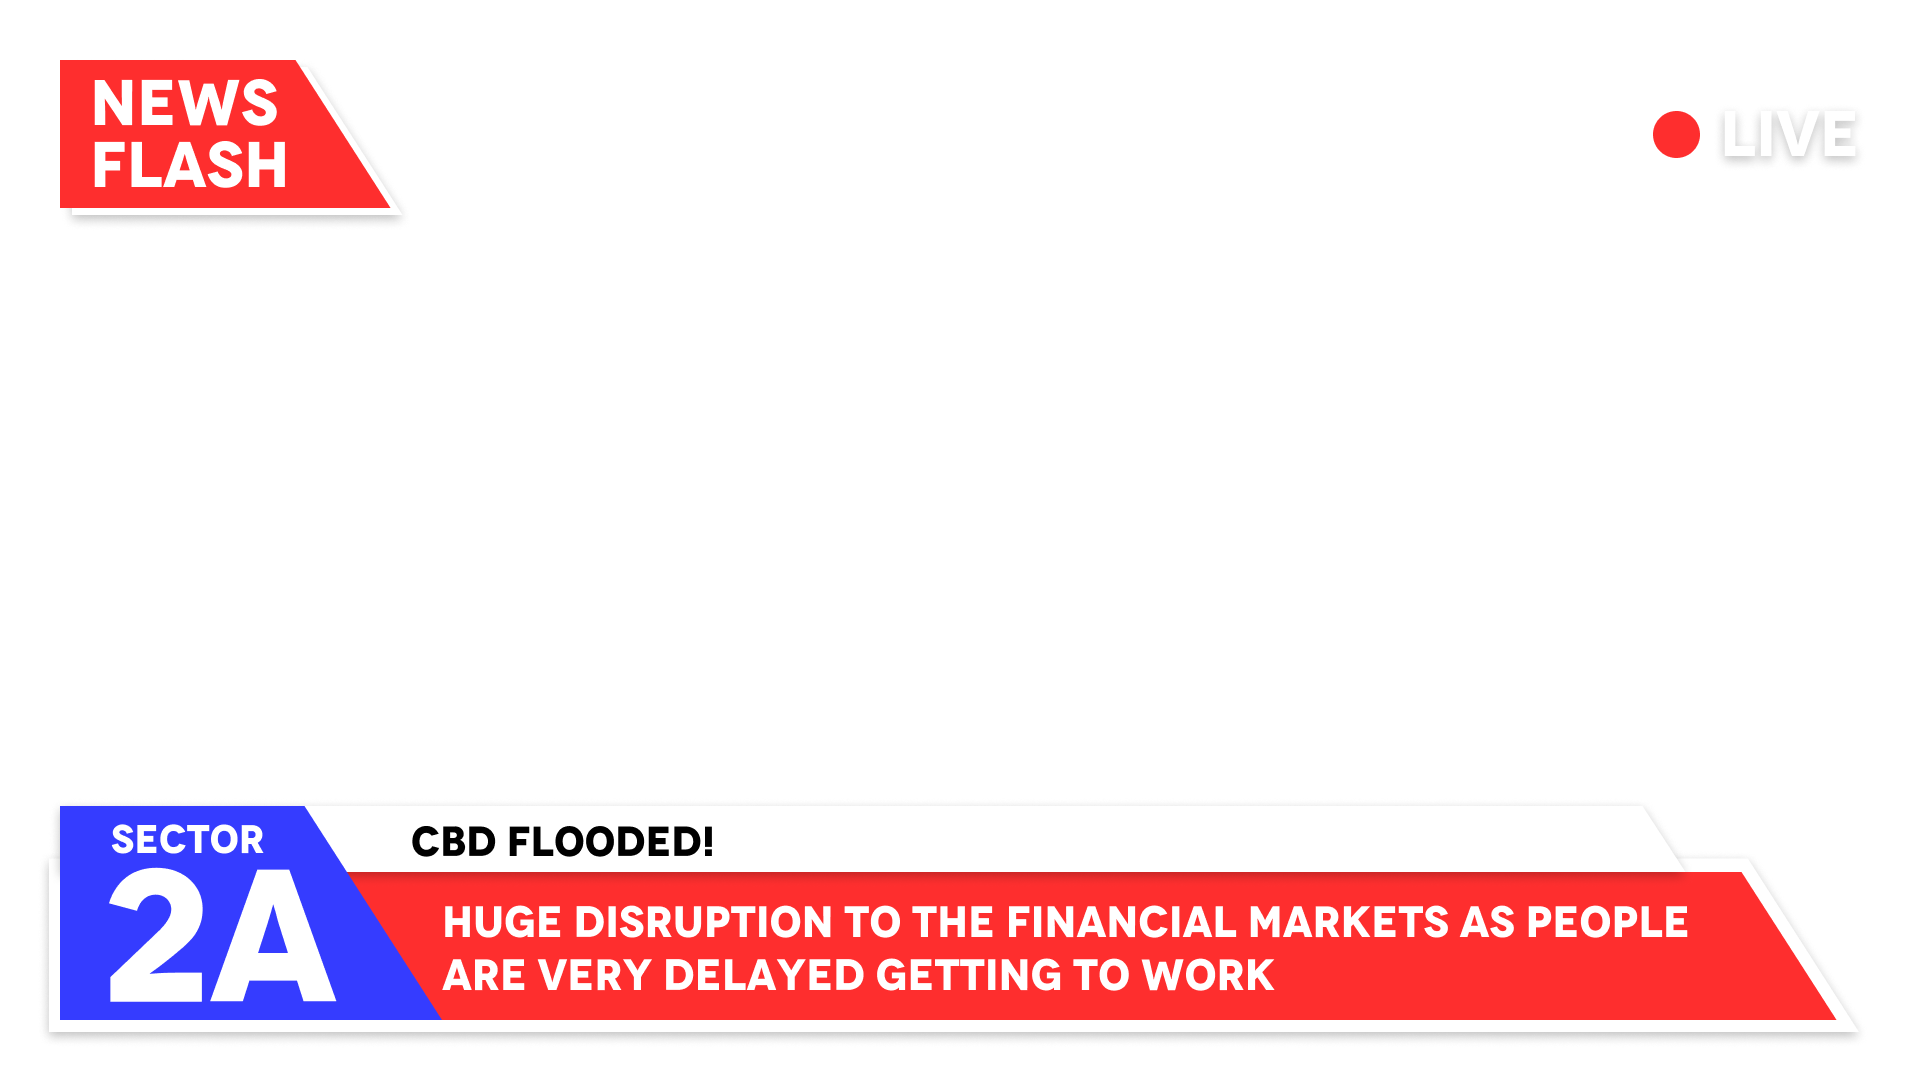 NEWS
FLASH
LIVE
SECTOR
2A
CBD FLOODED!
HUGE DISRUPTION TO THE FINANCIAL MARKETS AS PEOPLE
ARE VERY DELAYED GETTING TO WORK